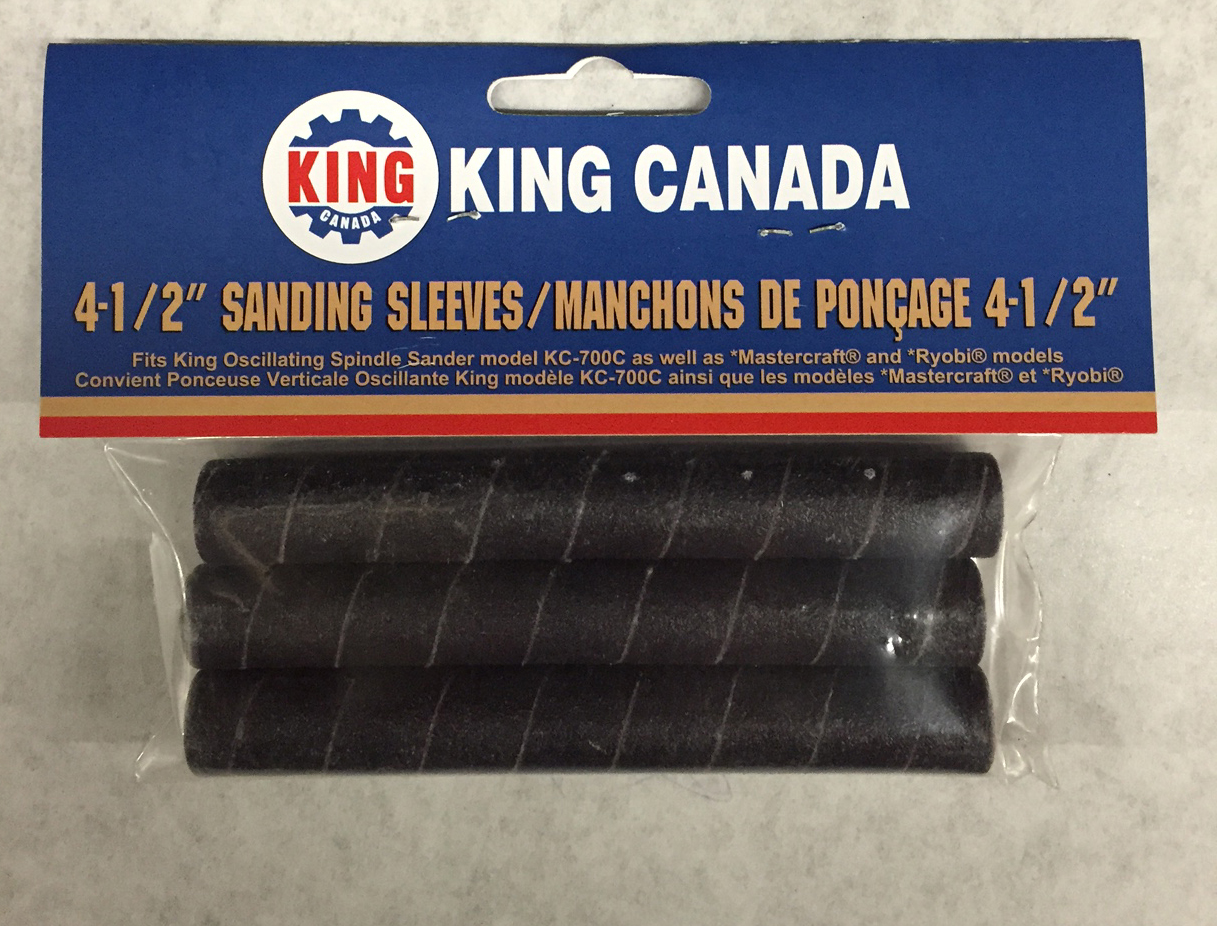 KING
CANADA
KING CANADA
4-1/2" SANDING SLEEVES/MANCHONS DE PONÇAGE 4-1/2"
Fits King Oscillating Spindle Sander model KC-700C as well as *Mastercraft® and *Ryobi® models
Convient Ponceuse Verticale Oscillante King modèle KC-700C ainsi que les modèles *Mastercraft® et *Ryobi®